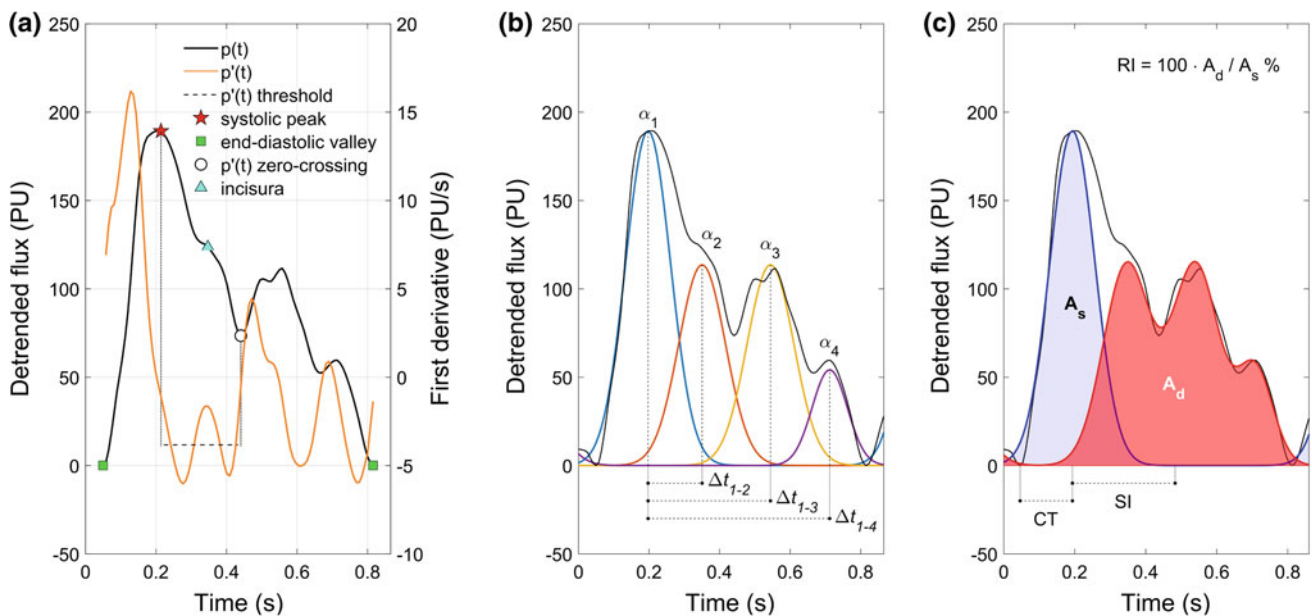 (a)
250
200
150
100
50
0
-50
Detrended flux (PU)
0
0.2
0.4
0.6
0.8
Time (s)
20
15
10
5
0
-5
-10
First derivative (PU/s)
p(t)
p'(t)
p'(t) threshold
systolic peak
end-diastolic valley
p'(t) zero-crossing
incisura
(b)
250
200
150
100
50
0
-50
Detrended flux (PU)
0
0.2
0.4
0.6
0.8
Time (s)
α1
α2
α3
α4
Δt1-2
Δt1-3
Δt1-4
(c)
250
200
150
100
50
0
-50
Detrended flux (PU)
0
0.2
0.4
0.6
0.8
Time (s)
RI = 100 · Ad / As %
As
Ad
CT
SI